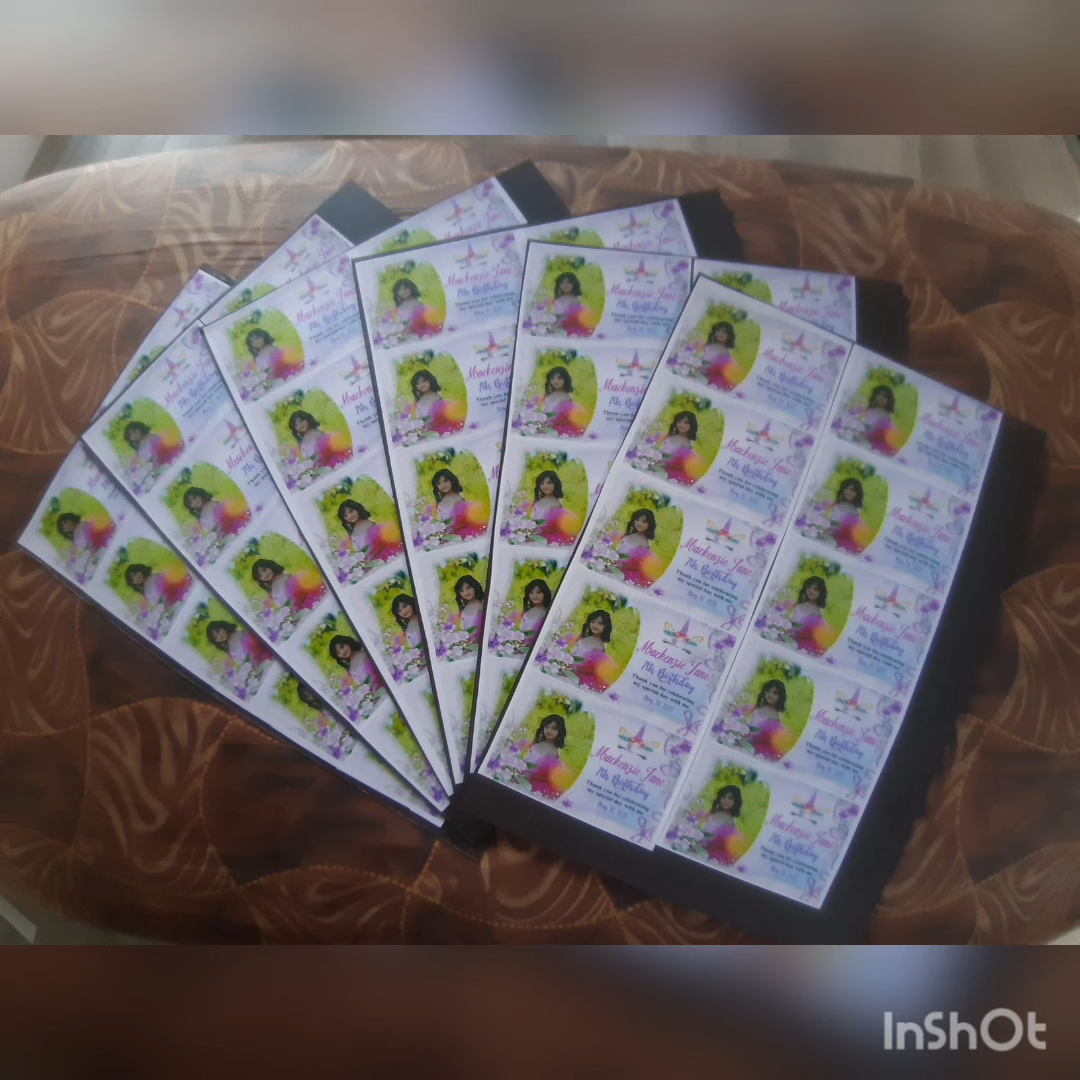 Mackenzie Jane
7th Birthday
Thank you for celebrating
my special day with me
InShOt